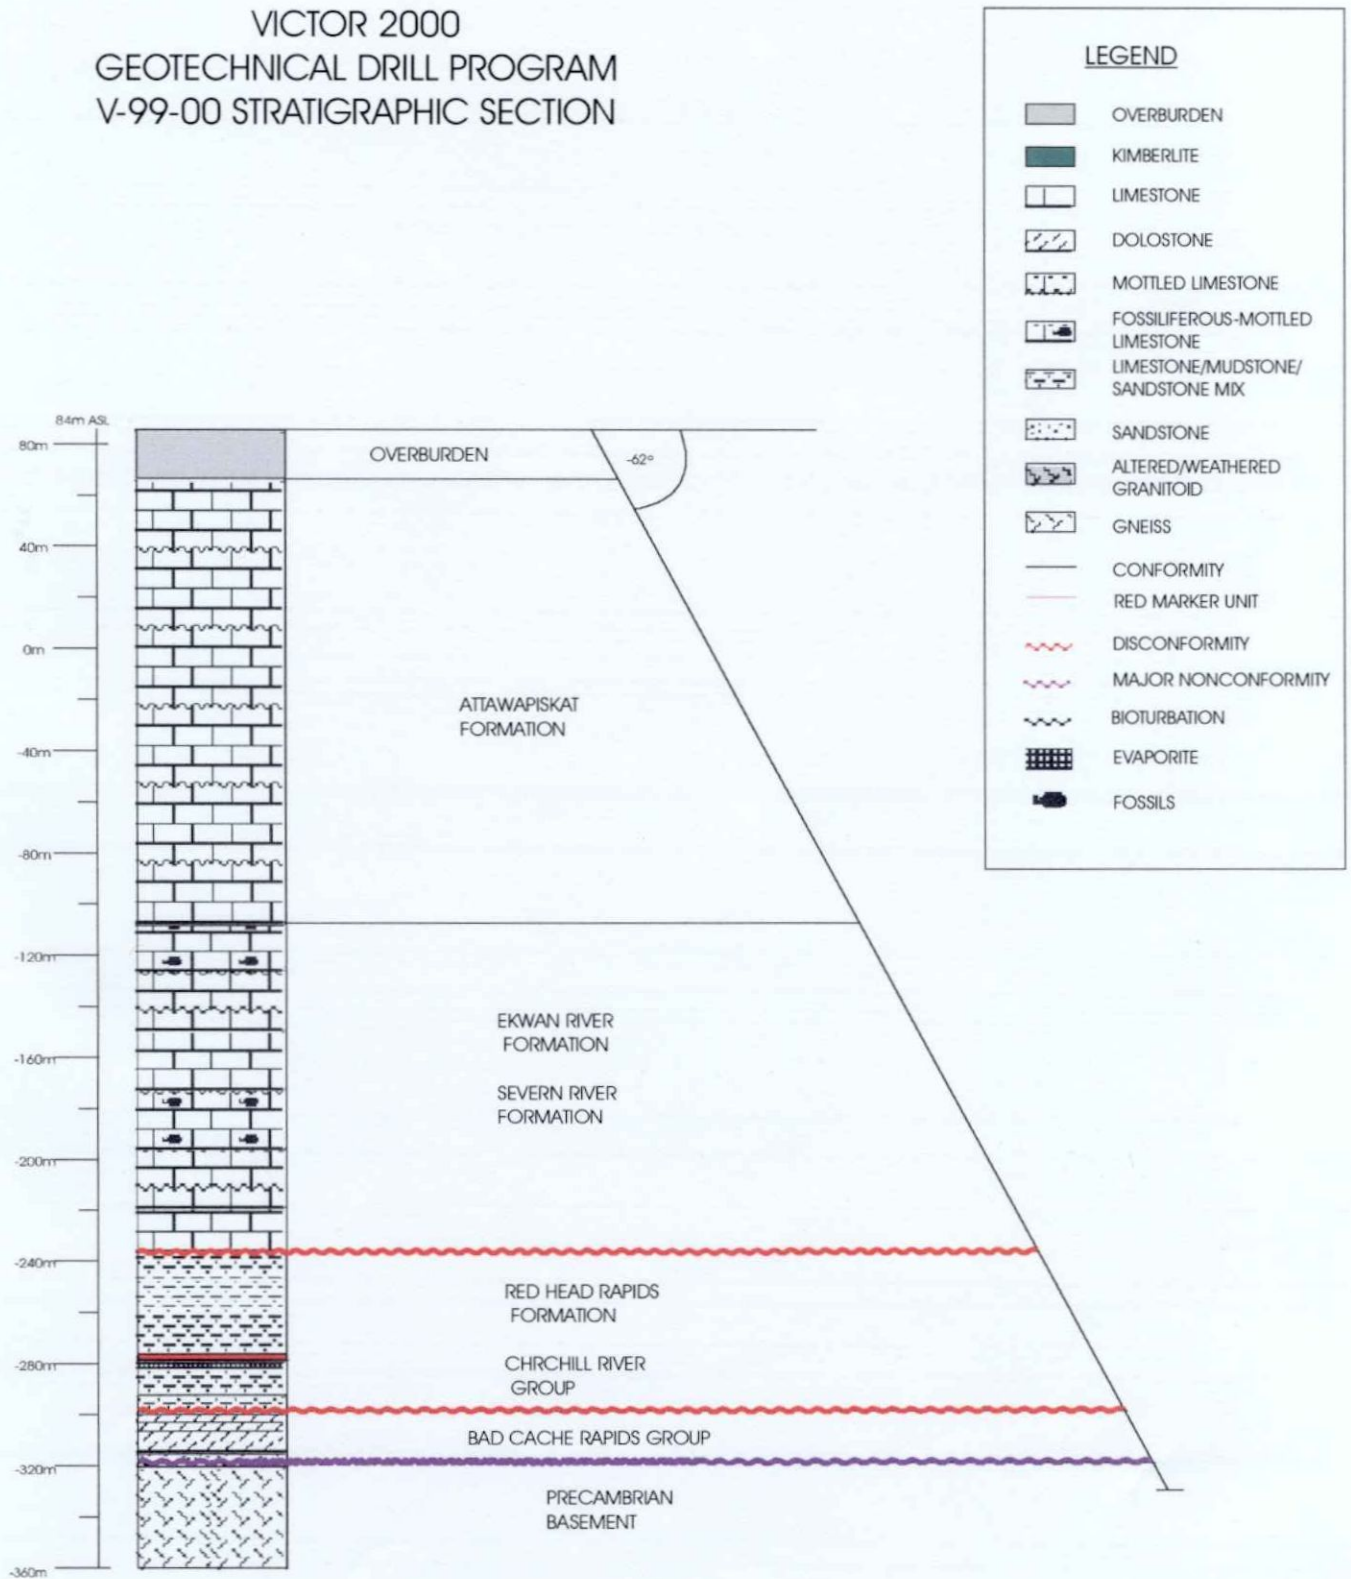 VICTOR 2000
GEOTECHNICAL DRILL PROGRAM
V-99-00 STRATIGRAPHIC SECTION
LEGEND
OVERBURDEN
KIMBERLITE
LIMESTONE
DOLOSTONE
MOTTLED LIMESTONE
FOSSILIFEROUS-MOTTLED
LIMESTONE
LIMESTONE/MUDSTONE/
SANDSTONE MIX
SANDSTONE
ALTERED/WEATHERED
GRANITOID
GNEISS
CONFORMITY
RED MARKER UNIT
DISCONFORMITY
MAJOR NONCONFORMITY
BIOTURBATION
EVAPORITE
FOSSILS
84m ASL
80m
40m
0m
-40m
-80m
-120m
-160m
-200m
-240m
-280m
-320m
-360m
OVERBURDEN
-62°
ATTAWAPISKAT
FORMATION
EKWAN RIVER
FORMATION
SEVERN RIVER
FORMATION
RED HEAD RAPIDS
FORMATION
CHRCHILL RIVER
GROUP
BAD CACHE RAPIDS GROUP
PRECAMBRIAN
BASEMENT